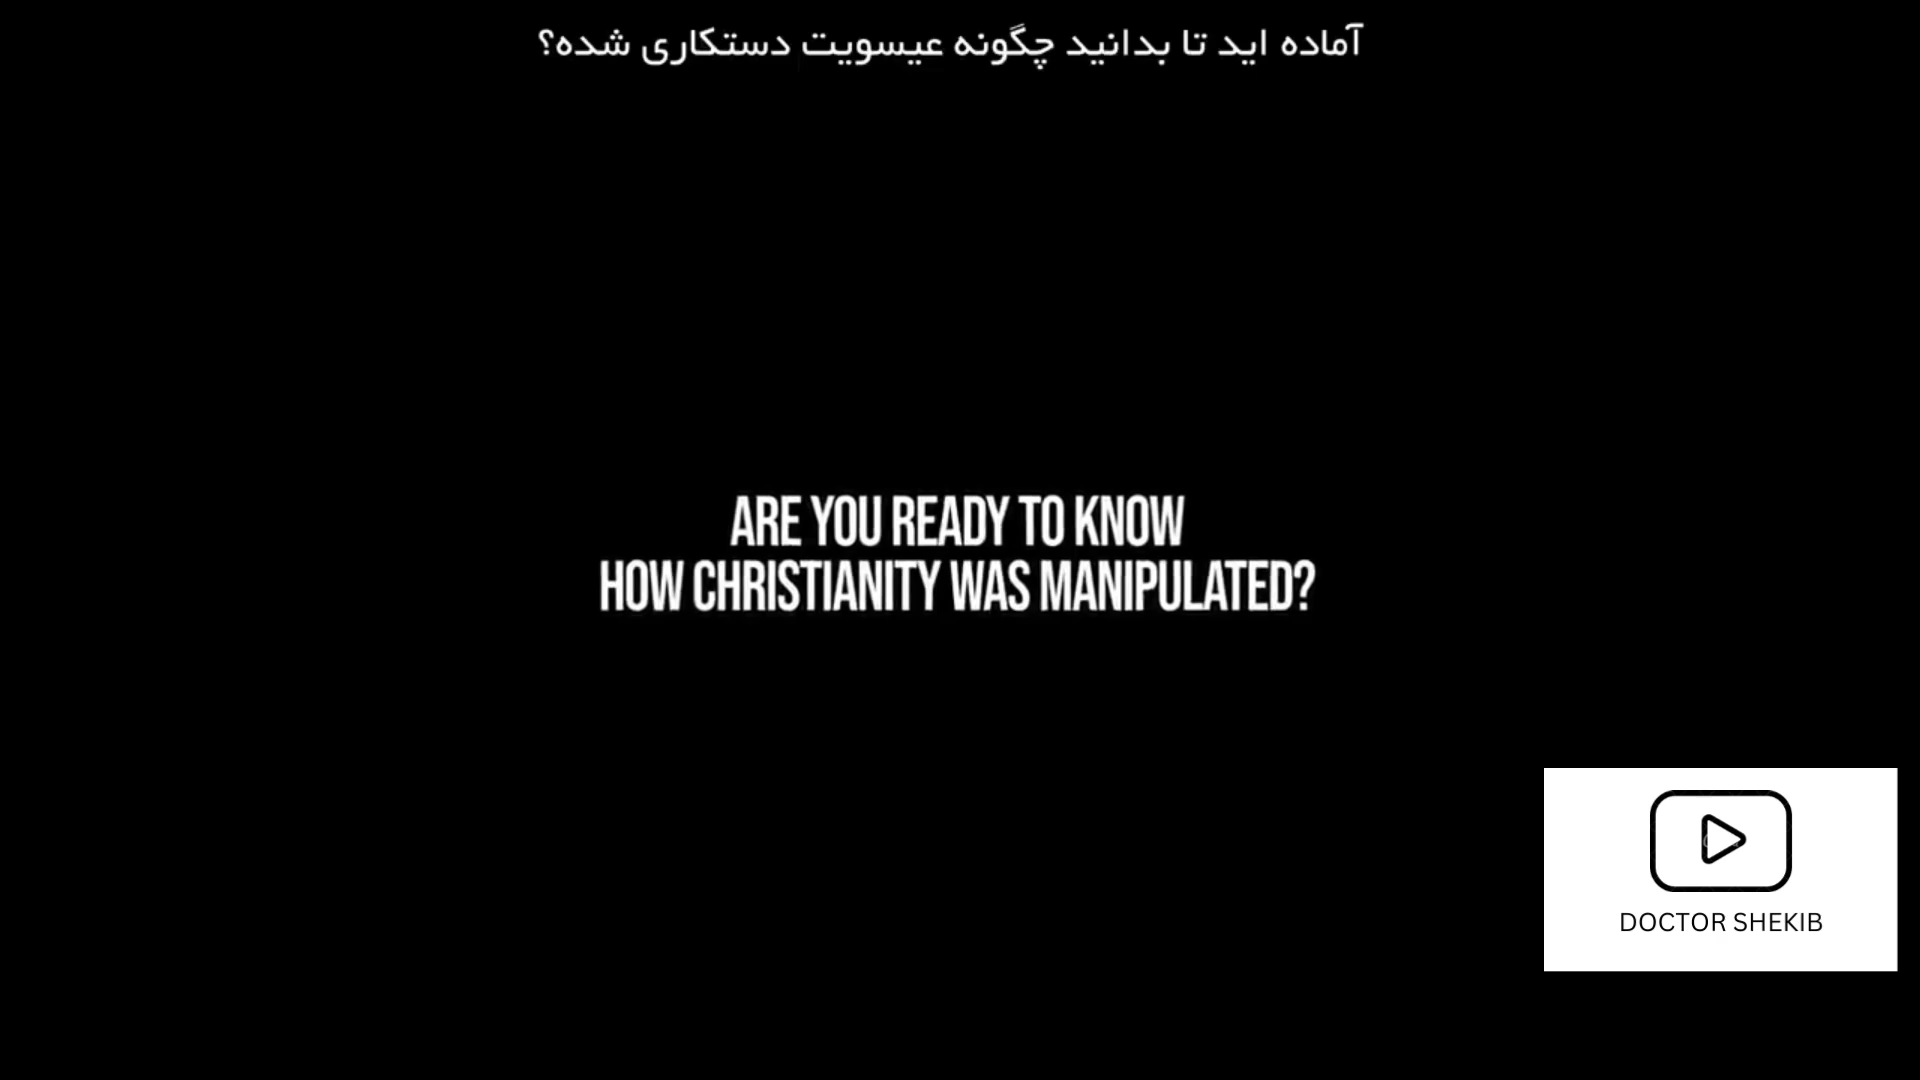 آماده اید تا بدانید چگونه عیسویت دستکاری شده؟
ARE YOU READY TO KNOW
HOW CHRISTIANITY WAS MANIPULATED?
DOCTOR SHEKIB